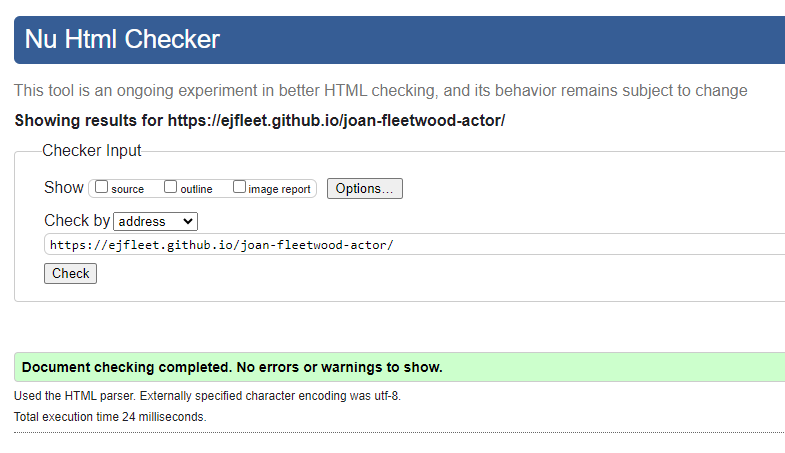 Nu Html Checker
This tool is an ongoing experiment in better HTML checking, and its behavior remains subject to change
Showing results for https://ejfleet.github.io/joan-fleetwood-actor/
Checker Input
Show source outline image report Options...
Check by address
https://ejfleet.github.io/joan-fleetwood-actor/
Check
Document checking completed. No errors or warnings to show.
Used the HTML parser. Externally specified character encoding was utf-8.
Total execution time 24 milliseconds.